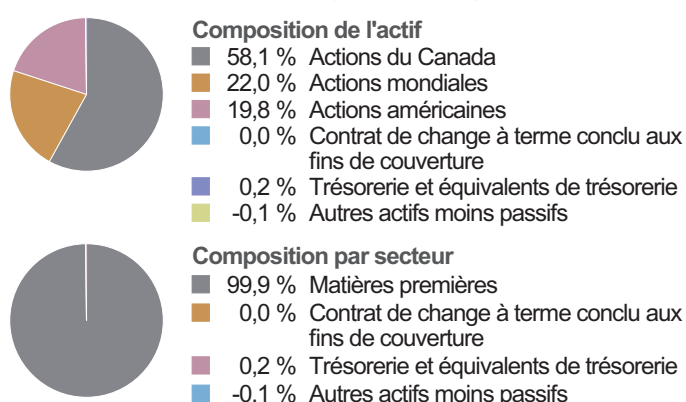 Composition de l'actif
58,1 % Actions du Canada
22,0 % Actions mondiales
19,8 % Actions américaines
0,0 % Contrat de change à terme conclu aux
fins de couverture
0,2 % Trésorerie et équivalents de trésorerie
-0,1 % Autres actifs moins passifs
Composition par secteur
99,9 % Matières premières
0,0 % Contrat de change à terme conclu aux
fins de couverture
0,2 % Trésorerie et équivalents de trésorerie
-0,1 % Autres actifs moins passifs